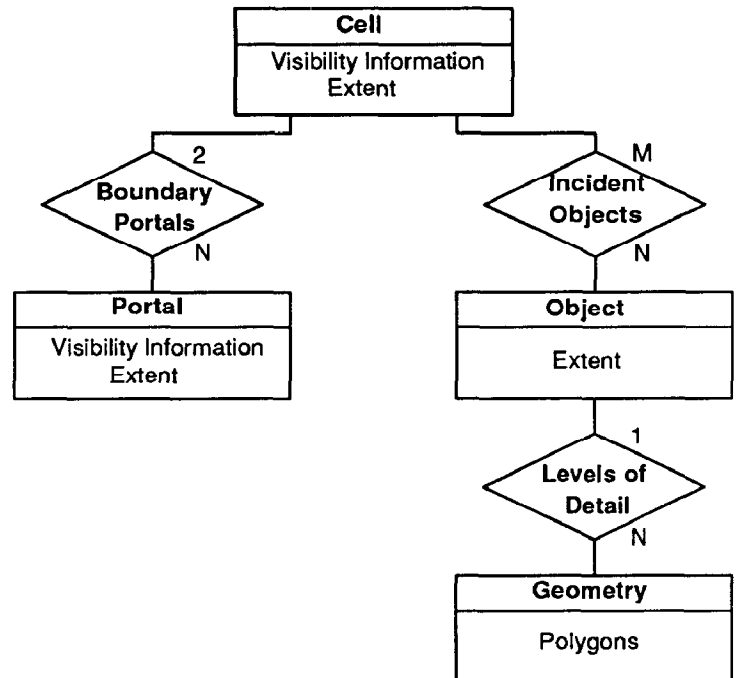 Cell
Visibility Information
Extent
2
M
Boundary
Portals
Incident
Objects
N
N
Portal
Visibility Information
Extent
Object
Extent
1
Levels of
Detail
N
Geometry
Polygons